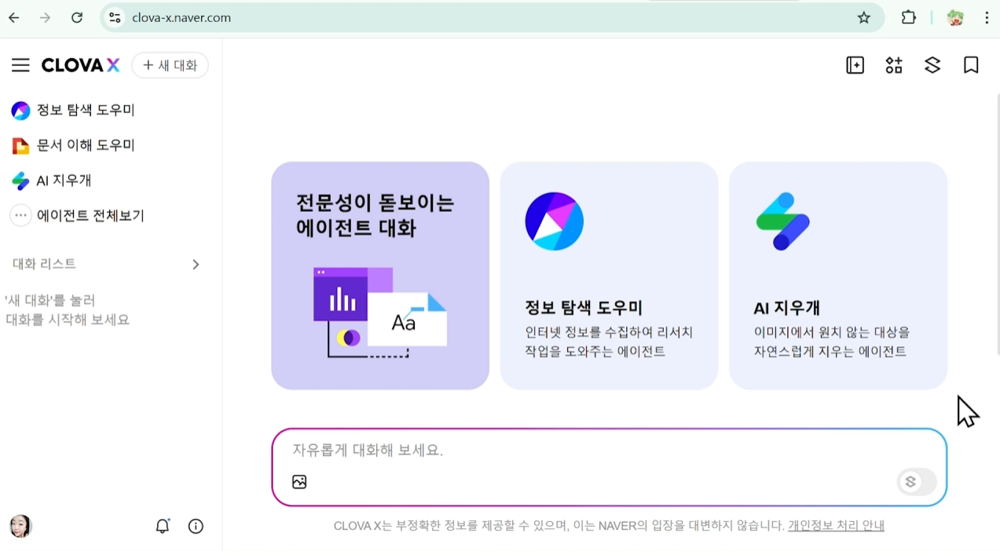 clova-x.naver.com
CLOVA X
+ 새 대화
정보 탐색 도우미
문서 이해 도우미
AI 지우개
에이전트 전체보기
대화 리스트
'새 대화'를 눌러
대화를 시작해 보세요
전문성이 돋보이는
에이전트 대화
Aa
정보 탐색 도우미
인터넷 정보를 수집하여 리서치
작업을 도와주는 에이전트
AI 지우개
이미지에서 원치 않는 대상을
자연스럽게 지우는 에이전트
자유롭게 대화해 보세요.
CLOVA X는 부정확한 정보를 제공할 수 있으며, 이는 NAVER의 입장을 대변하지 않습니다. 개인정보 처리 안내